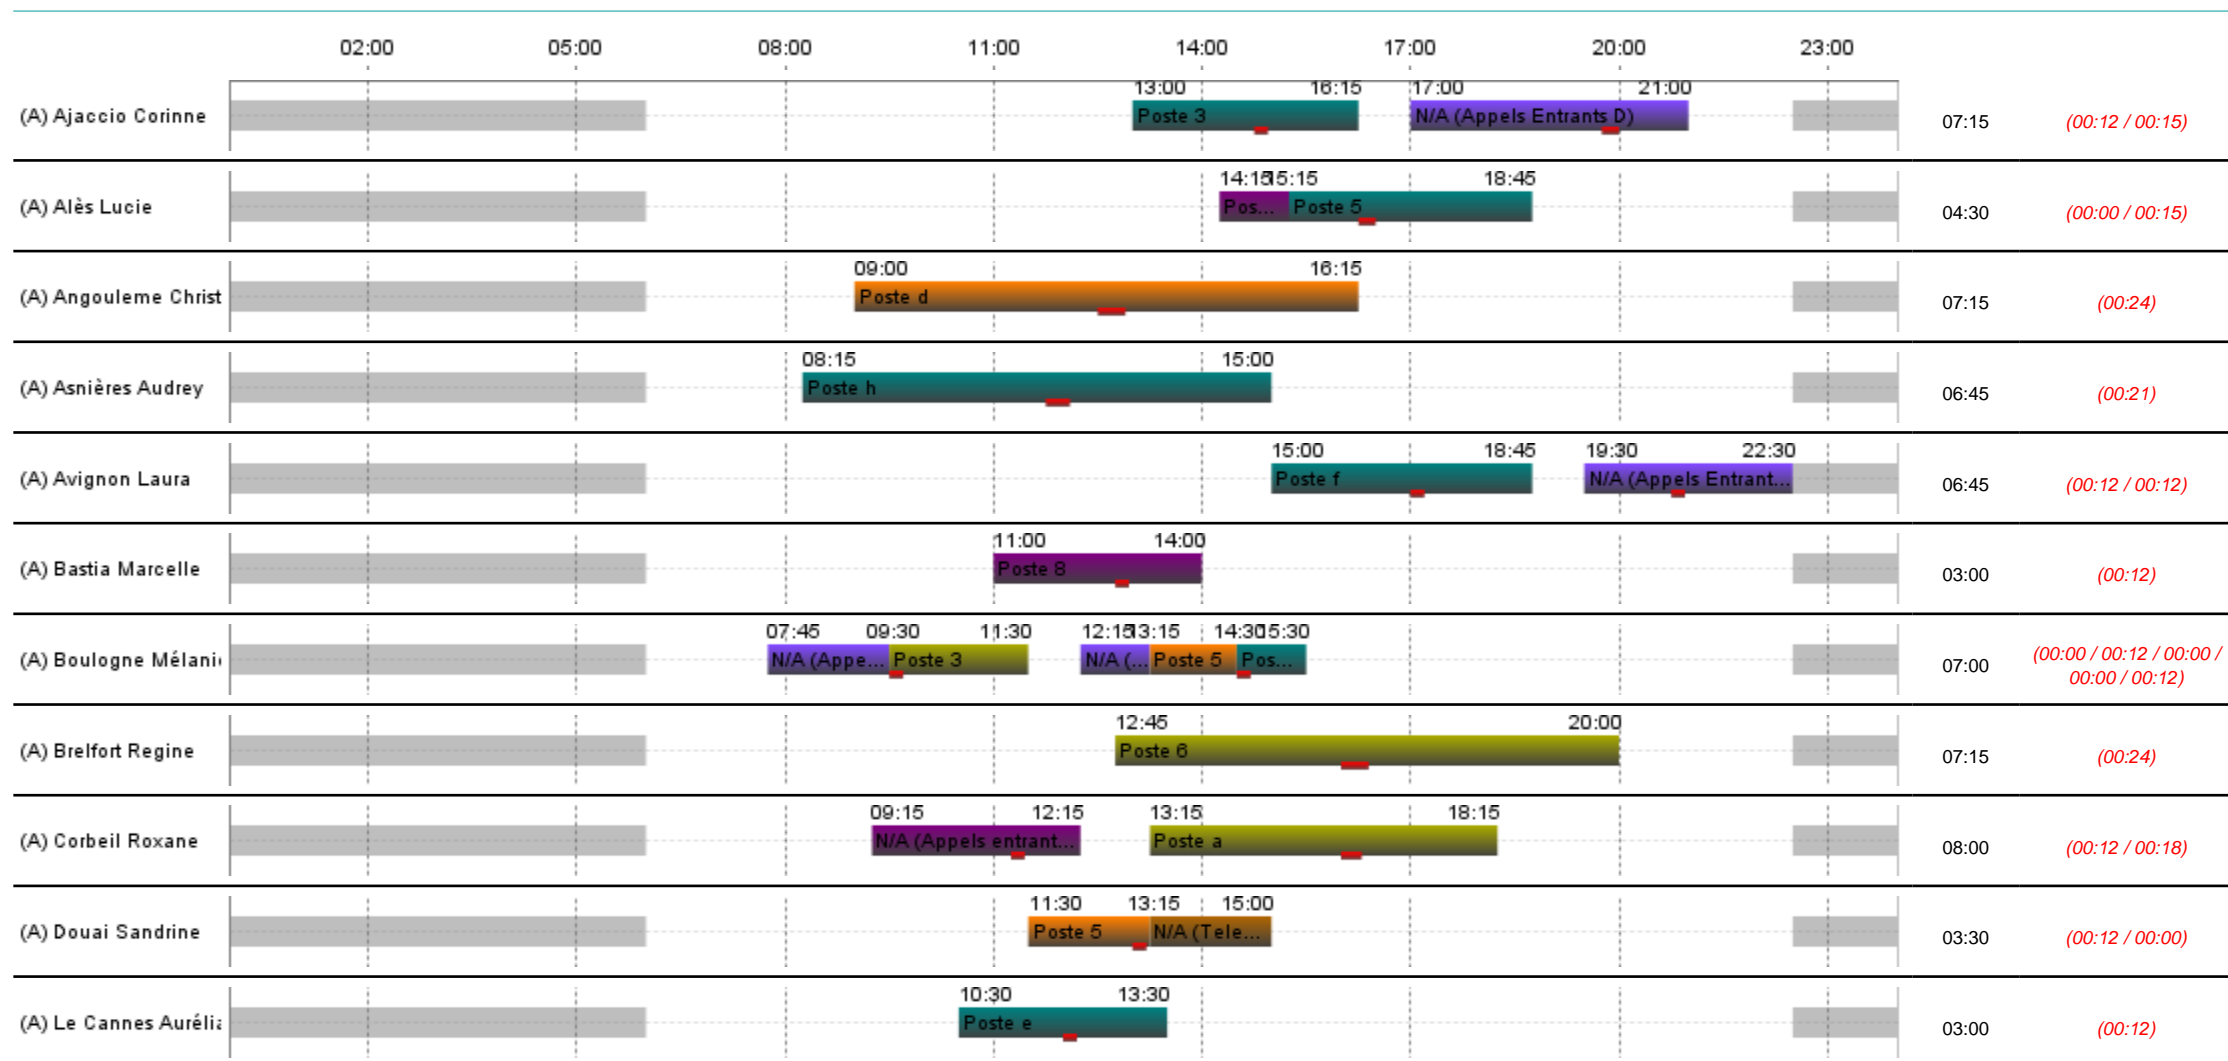 02:00 05:00 08:00 11:00 14:00 17:00 20:00 23:00
13:00 16:15 17:00 21:00
(A) Ajaccio Corinne Poste 3 N/A (Appels Entrants D) 07:15 (00:12 / 00:15)
14:15 15:15 18:45
(A) Alès Lucie Pos... Poste 5 04:30 (00:00 / 00:15)
09:00 16:15
(A) Angouleme Christ Poste d 07:15 (00:24)
08:15 15:00
(A) Asnières Audrey Poste h 06:45 (00:21)
15:00 18:45 19:30 22:30
(A) Avignon Laura Poste f N/A (Appels Entrant... 06:45 (00:12 / 00:12)
11:00 14:00
(A) Bastia Marcelle Poste 8 03:00 (00:12)
07:45 09:30 11:30 12:15 13:15 14:30 15:30
(A) Boulogne Mélani N/A (Appe... Poste 3 N/A (... Poste 5 Pos... 07:00 (00:00 / 00:12 / 00:00 /
00:00 / 00:12)
12:45 20:00
(A) Brelfort Regine Poste 6 07:15 (00:24)
09:15 12:15 13:15 18:15
(A) Corbeil Roxane N/A (Appels entrant... Poste a 08:00 (00:12 / 00:18)
11:30 13:15 15:00
(A) Douai Sandrine Poste 5 N/A (Tele... 03:30 (00:12 / 00:00)
10:30 13:30
(A) Le Cannes Auréli Poste e 03:00 (00:12)